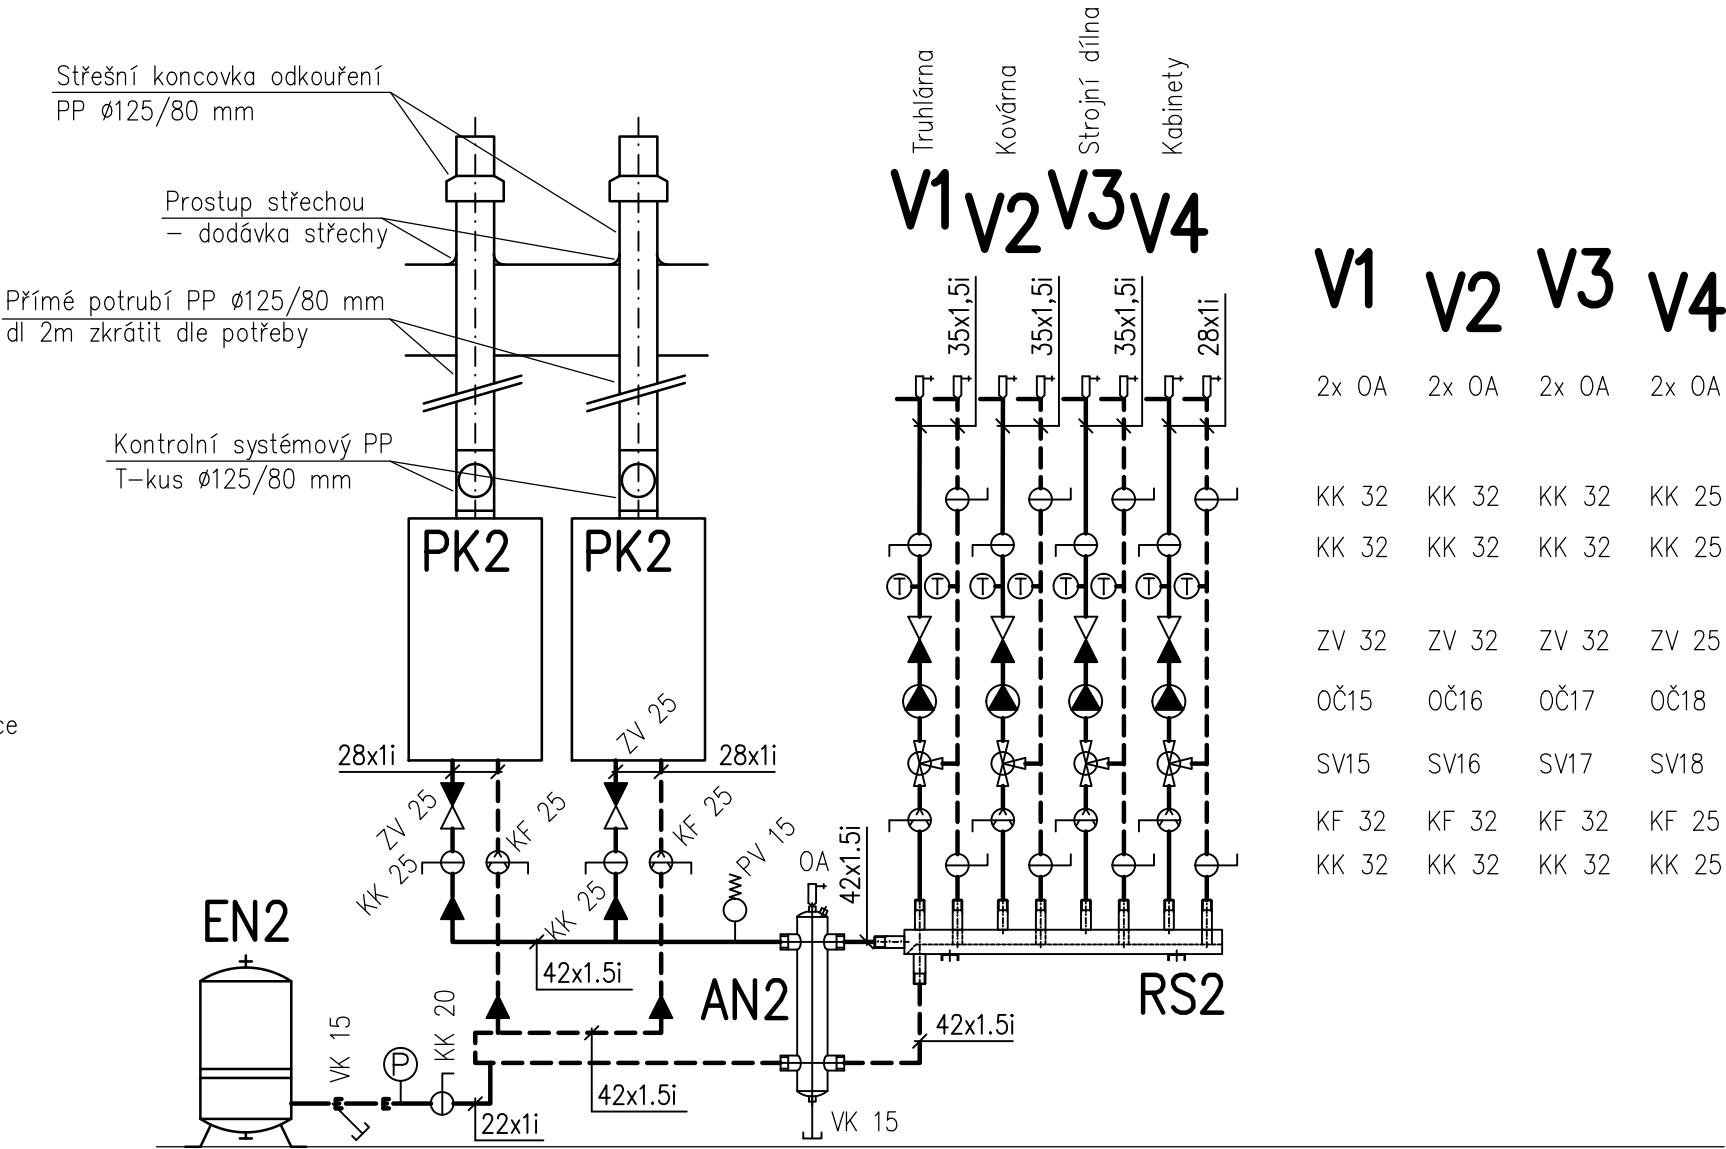 Střešní koncovka odkouření
PP ø125/80 mm
Prostup střechou
– dodávka střechy
Přímé potrubí PP ø125/80 mm
dl 2m zkrátit dle potřeby
Kontrolní systémový PP
T–kus ø125/80 mm
PK2
PK2
ce
28x1i
ZV 25
28x1i
ZV 25
KF 25
KF 25
KK 25
KK 25
PV 15
OA
42x1.5i
EN2
42x1.5i
AN2
RS2
KK 20
VK 15
P
42x1.5i
42x1.5i
22x1i
VK 15
Truhlárna
Kovárna
Strojní dílna
Kabinety
V1
V2
V3
V4
35x1,5i
35x1,5i
35x1,5i
28x1i
T
T
T
T
T
T
T
T
V1 V2 V3 V4
2x OA 2x OA 2x OA 2x OA
KK 32 KK 32 KK 32 KK 25
KK 32 KK 32 KK 32 KK 25
ZV 32 ZV 32 ZV 32 ZV 25
OČ15 OČ16 OČ17 OČ18
SV15 SV16 SV17 SV18
KF 32 KF 32 KF 32 KF 25
KK 32 KK 32 KK 32 KK 25